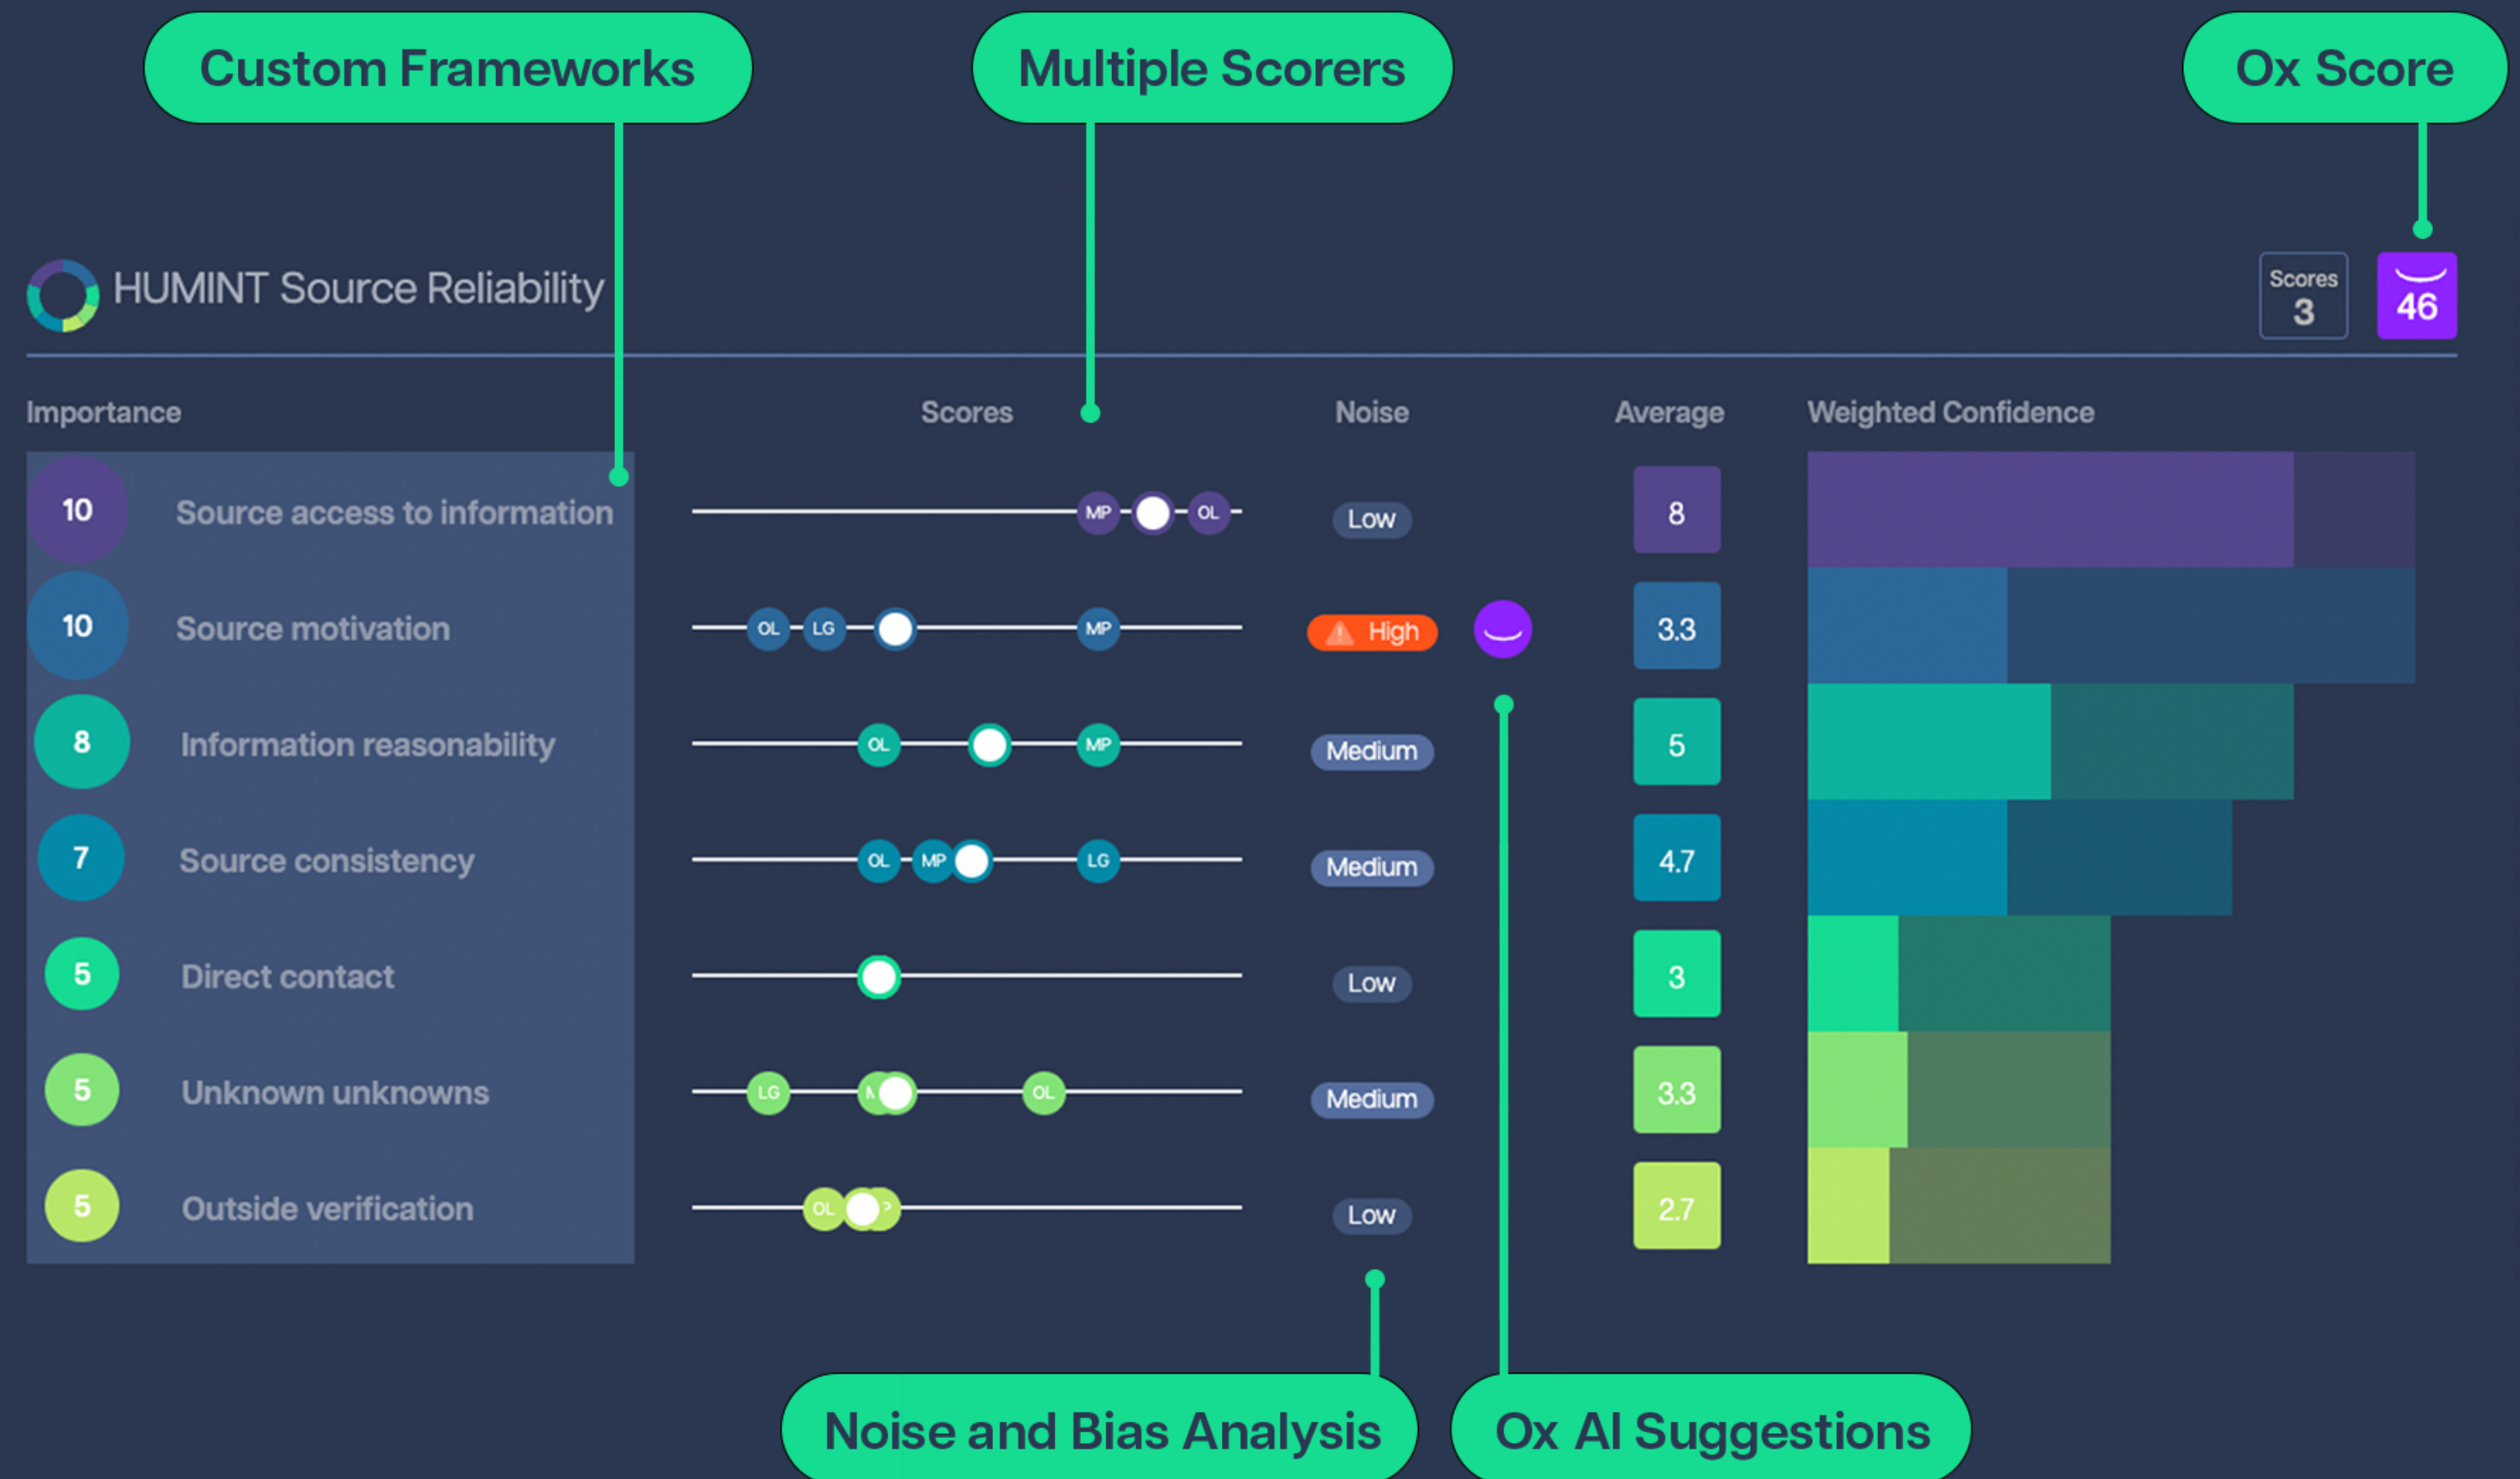 Custom Frameworks
Multiple Scorers
Ox Score
HUMINT Source Reliability
Scores
3
46
Importance
Scores
Noise
Average
Weighted Confidence
10 Source access to information MP OL Low 8
10 Source motivation OL LG MP High 3.3
8 Information reasonability OL MP Medium 5
7 Source consistency OL MP LG Medium 4.7
5 Direct contact Low 3
5 Unknown unknowns LG OL Medium 3.3
5 Outside verification OL Low 2.7
Noise and Bias Analysis
Ox AI Suggestions